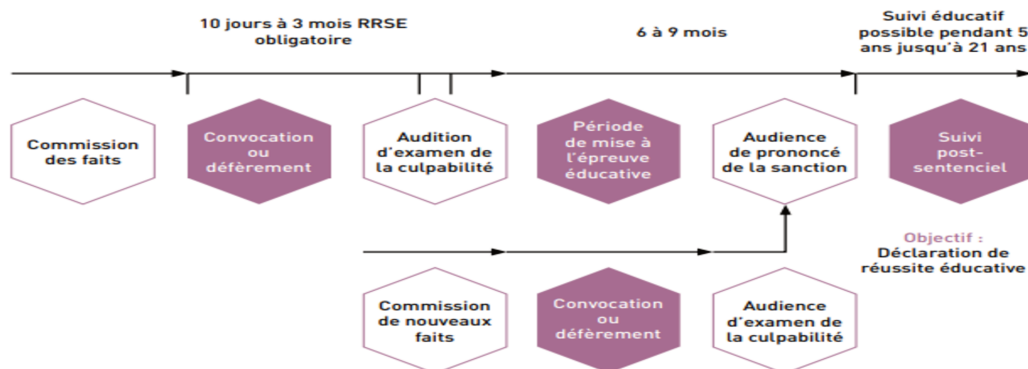 10 jours à 3 mois RRSE
obligatoire
6 à 9 mois
Suivi éducatif
possible pendant 5
ans jusqu'à 21 ans
Commission
des faits
Convocation
ou
défèrement
Audition
d'examen de
la culpabilité
Période
de mise à
l'épreuve
éducative
Audience
de prononcé
de la sanction
Suivi
post-
sentenciel
Objectif :
Déclaration de
réussite éducative
Commission
de nouveaux
faits
Convocation
ou
défèrement
Audience
d'examen de
la culpabilité